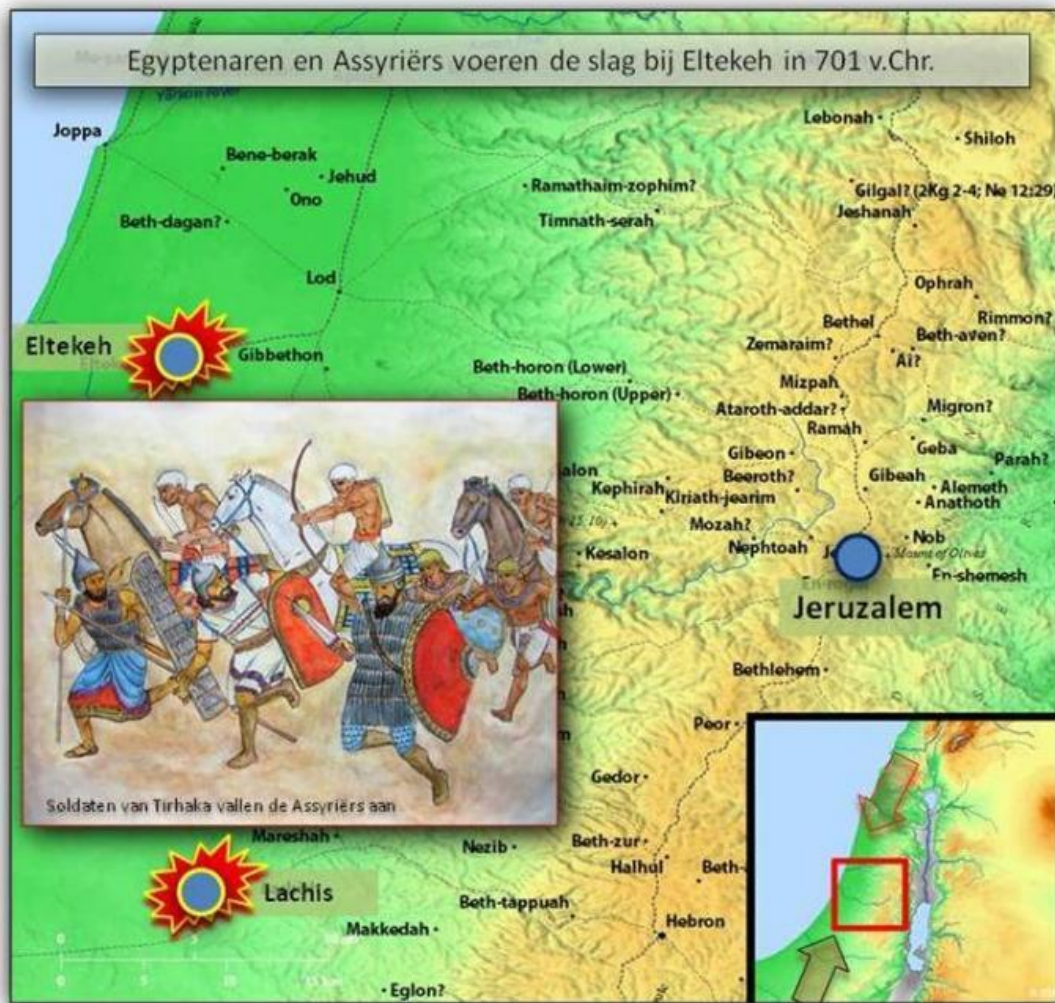 Egyptenaren en Assyriërs voeren de slag bij Eltekeh in 701 v.Chr.
Joppa
Lebonah
Shiloh
Bene-berak
Jehud
Ono
Ramathaim-zophim?
Gilgal? (2Kg 2-4; Ne 12:29)
Beth-dagan?
Timnath-serah
Jeshanah
Lod
Ophrah
Rimmon?
Eltekeh
Gibbethon
Bethel
Beth-aven?
Zemaraim?
Ai?
Beth-horon (Lower)
Mizpah
Beth-horon (Upper)
Ataroth-addar?
Migron?
Ramah
Geba
Gibeon
Parah?
Beeroth?
Gibeah
Alemeth
Kephirah
Kiriath-jearim
Anathoth
Mozah?
Nob
Kesalon
Nephtoah
Mount of Olives
En-shemesh
Jeruzalem
Bethlehem
Peor
Gedor
Soldaten van Tirhaka vallen de Assyriërs aan
Mareshah
Nezib
Beth-zur
Halhul
Lachis
Beth-tappuah
Makkedah
Hebron
Eglon?